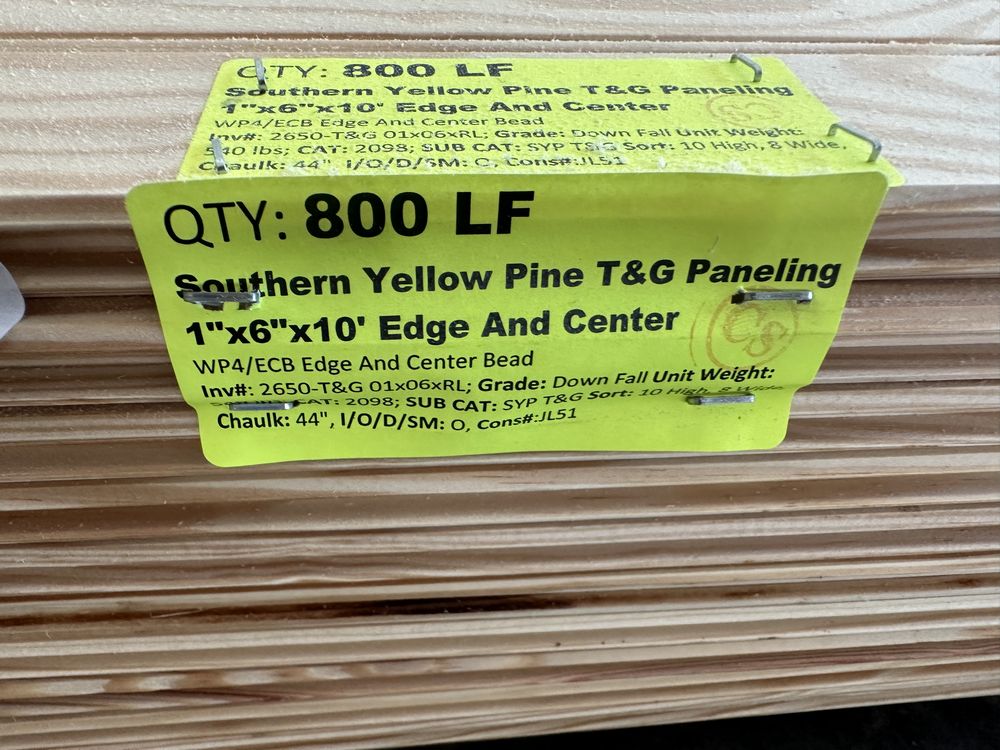 QTY: 800 LF
Southern Yellow Pine T&G Paneling
1"x6"x10' Edge And Center
WP4/ECB Edge And Center Bead
Inv#: 2650-T&G 01x06xRL; Grade: Down Fall Unit Weight:
540 lbs; CAT: 2098; SUB CAT: SYP T&G Sort: 10 High, 8 Wide,
Chaulk: 44", I/O/D/SM: O, Cons#:JL51
QTY: 800 LF
Southern Yellow Pine T&G Paneling
1"x6"x10' Edge And Center
CS
WP4/ECB Edge And Center Bead
Inv#: 2650-T&G 01x06xRL; Grade: Down Fall Unit Weight:
CAT: 2098; SUB CAT: SYP T&G Sort: 10 High, 8 Wide,
Chaulk: 44", I/O/D/SM: O, Cons#:JL51